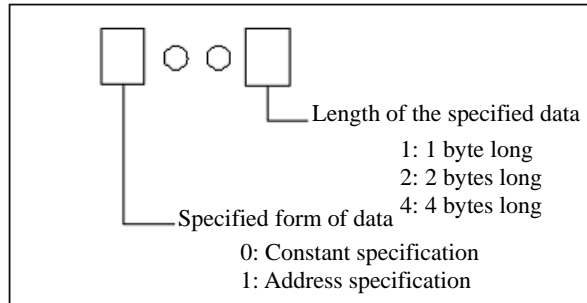 Length of the specified data
1: 1 byte long
2: 2 bytes long
4: 4 bytes long
Specified form of data
0: Constant specification
1: Address specification